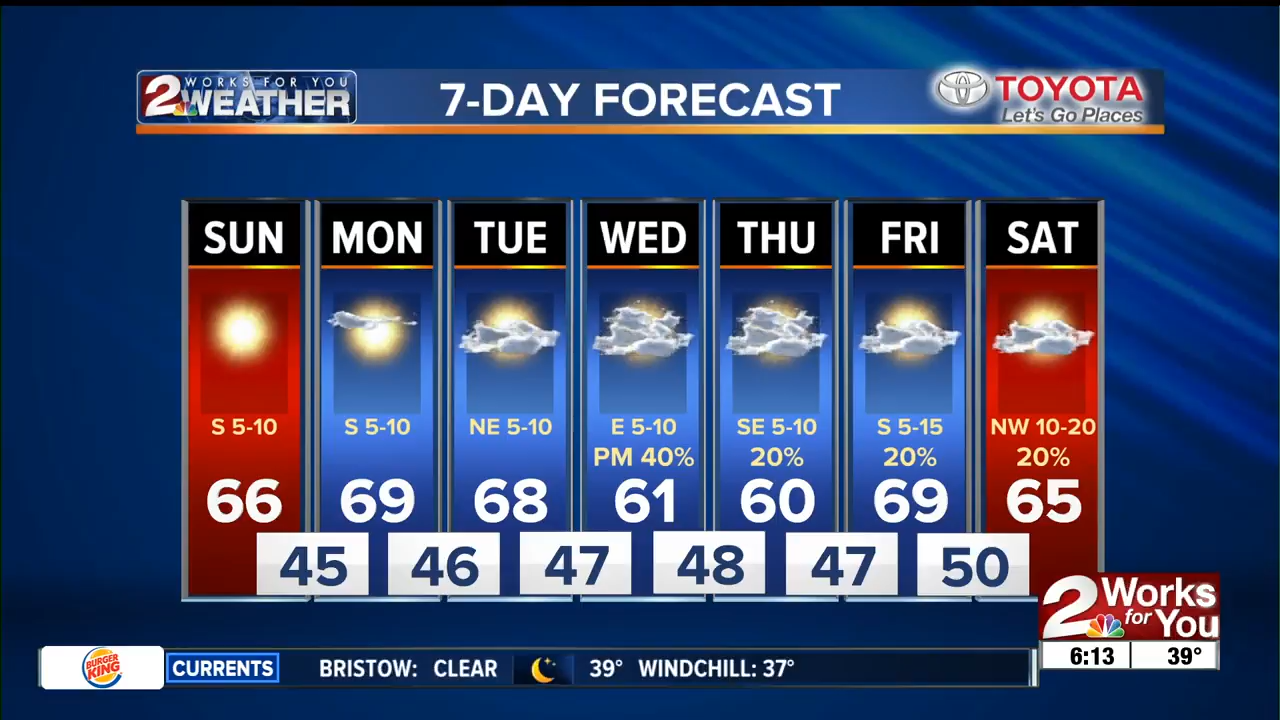 2 WORKS FOR YOU
WEATHER
7-DAY FORECAST
TOYOTA
Let's Go Places
SUN MON TUE WED THU FRI SAT
S 5-10 S 5-10 NE 5-10 E 5-10 SE 5-10 S 5-15 NW 10-20
PM 40% 20% 20% 20%
66 69 68 61 60 69 65
45 46 47 48 47 50
2 Works
for You
6:13 39°
BURGER
KING
CURRENTS BRISTOW: CLEAR 39° WINDCHILL: 37°